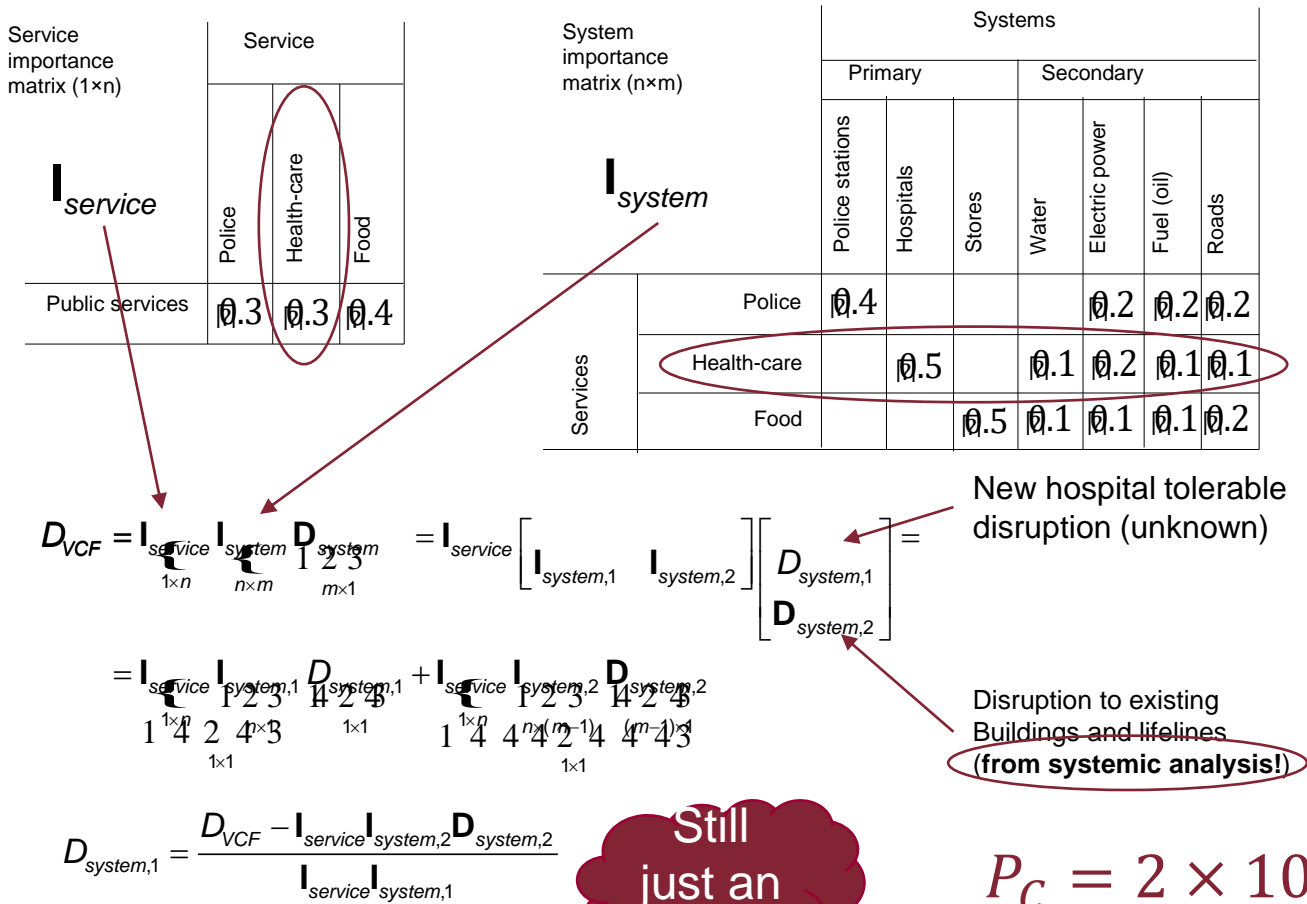 Service
importance
matrix (1×n)
Service
I service
Police
Health-care
Food
Public services 0.3 0.3 0.4
System
importance
matrix (n×m)
Systems
Primary Secondary
I system
Police stations
Hospitals
Stores
Water
Electric power
Fuel (oil)
Roads
Services
Police 0.4 0.2 0.2 0.2
Health-care 0.5 0.1 0.2 0.1 0.1
Food 0.5 0.1 0.1 0.1 0.2
New hospital tolerable
disruption (unknown)
D_VCF = I_service I_system D_system = I_service [I_system,1 I_system,2] [D_system,1 D_system,2] =
1×n n×m m×1
= I_service I_system,1 D_system,1 + I_service I_system,2 D_system,2
1×n n×1 1×1 1×n n×(m−1) (m−1)×1
1×1 1×1
Disruption to existing
Buildings and lifelines
(from systemic analysis!)
D_system,1 = (D_VCF − I_service I_system,2 D_system,2) / (I_service I_system,1)
Still
just an
P_C = 2 × 10